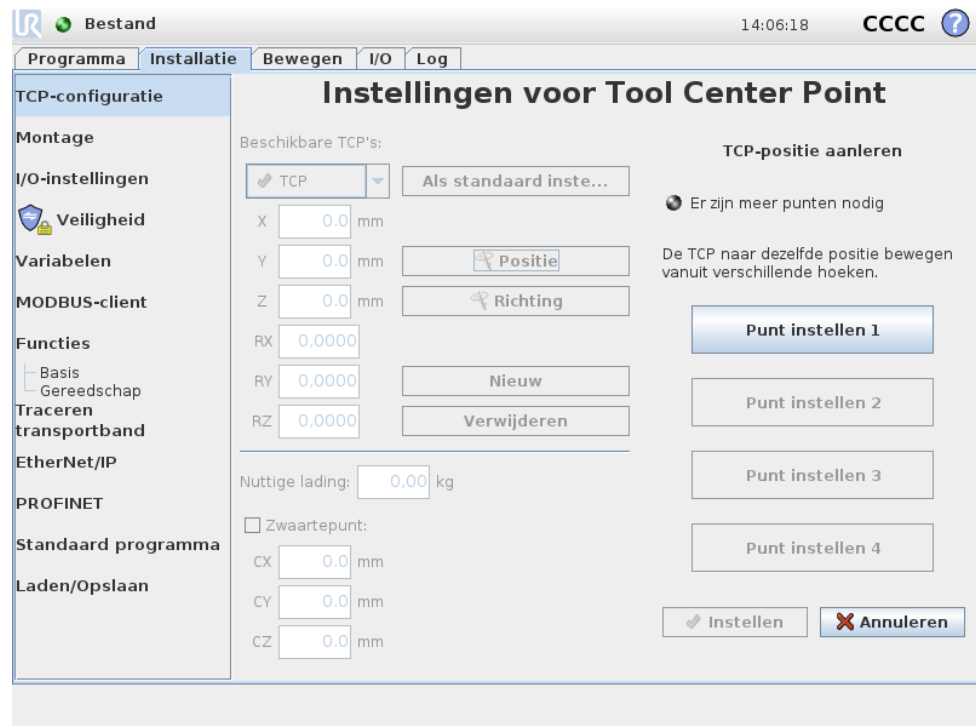 UR Bestand 14:06:18 CCCC ?
Programma Installatie Bewegen I/O Log
TCP-configuratie
Montage
I/O-instellingen
Veiligheid
Variabelen
MODBUS-client
Functies
Basis
Gereedschap
Traceren
transportband
EtherNet/IP
PROFINET
Standaard programma
Laden/Opslaan
Instellingen voor Tool Center Point
Beschikbare TCP's:
TCP Als standaard inste...
X 0.0 mm
Y 0.0 mm Positie
Z 0.0 mm Richting
RX 0,0000
RY 0,0000 Nieuw
RZ 0,0000 Verwijderen
Nuttige lading: 0,00 kg
Zwaartepunt:
CX 0.0 mm
CY 0.0 mm
CZ 0.0 mm
TCP-positie aanleren
Er zijn meer punten nodig
De TCP naar dezelfde positie bewegen
vanuit verschillende hoeken.
Punt instellen 1
Punt instellen 2
Punt instellen 3
Punt instellen 4
Instellen Annuleren